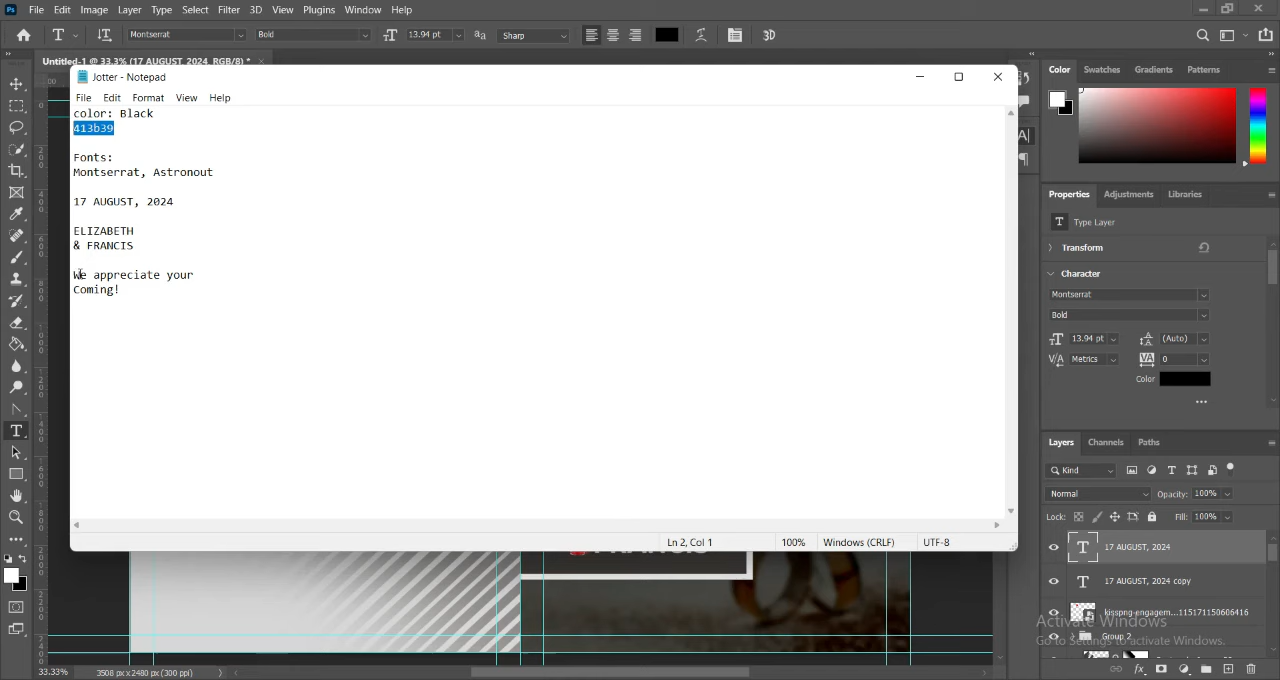 Ps File Edit Image Layer Type Select Filter 3D View Plugins Window Help
T Montserrat Bold 13.94 pt aa Sharp 3D
Untitled-1 @ 33.3% (17 AUGUST, 2024, RGB/8) *
Jotter - Notepad
File Edit Format View Help
color: Black
413b39
Fonts:
Montserrat, Astronout
17 AUGUST, 2024
ELIZABETH
& FRANCIS
We appreciate your
Coming!
Ln 2, Col 1 100% Windows (CRLF) UTF-8
FRANCIS
33.33% 3508 px x 2480 px (300 ppi)
Color Swatches Gradients Patterns
Properties Adjustments Libraries
T Type Layer
Transform
Character
Montserrat
Bold
13.94 pt (Auto)
Metrics 0
Color
Layers Channels Paths
Kind
Normal Opacity: 100%
Lock: Fill: 100%
T 17 AUGUST, 2024
T 17 AUGUST, 2024 copy
kisspng-engagem...115171150606416
Group 2
Activate Windows
Go to Settings to activate Windows.